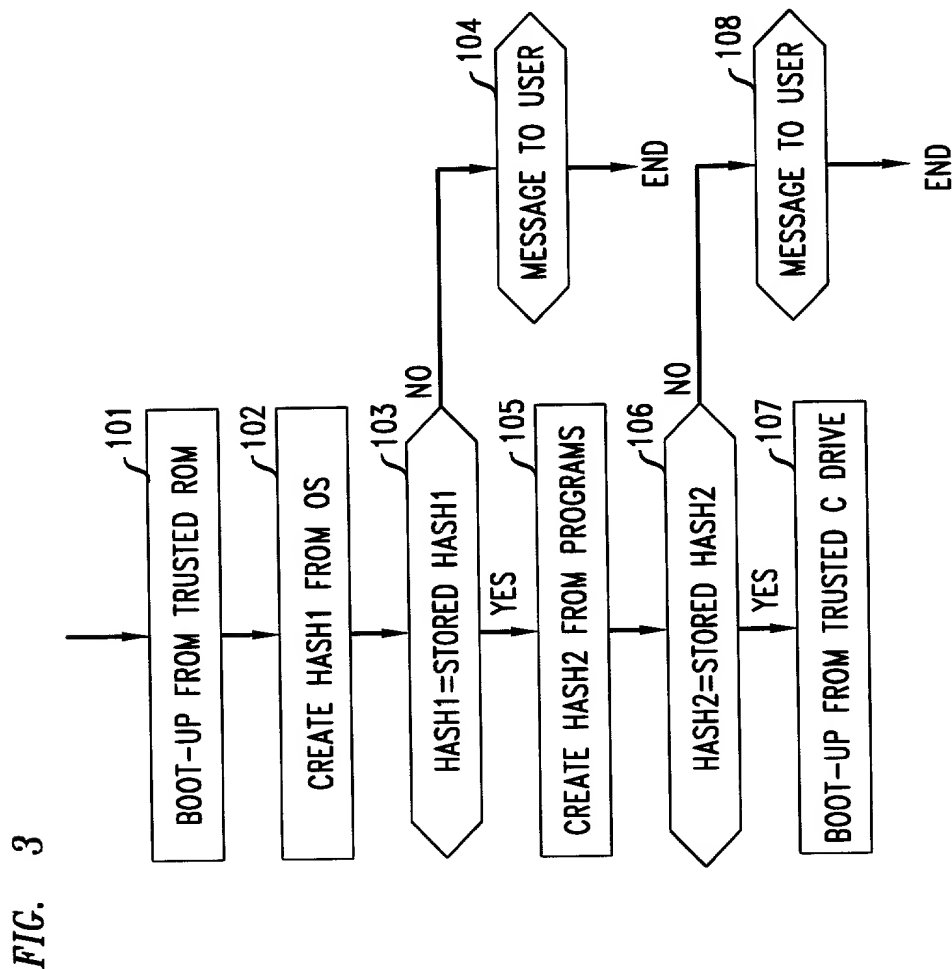 FIG. 3
101
BOOT-UP FROM TRUSTED ROM
102
CREATE HASH1 FROM OS
103
HASH1=STORED HASH1
NO
104
MESSAGE TO USER
END
YES
105
CREATE HASH2 FROM PROGRAMS
106
HASH2=STORED HASH2
NO
108
MESSAGE TO USER
END
YES
107
BOOT-UP FROM TRUSTED C DRIVE